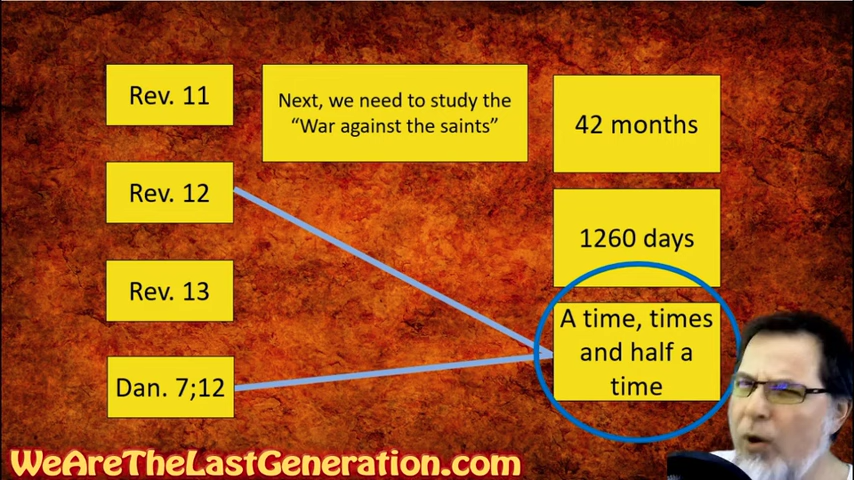 Rev. 11
Next, we need to study the
“War against the saints”
42 months
Rev. 12
1260 days
Rev. 13
A time, times
and half a
time
Dan. 7;12
WeAreTheLastGeneration.com